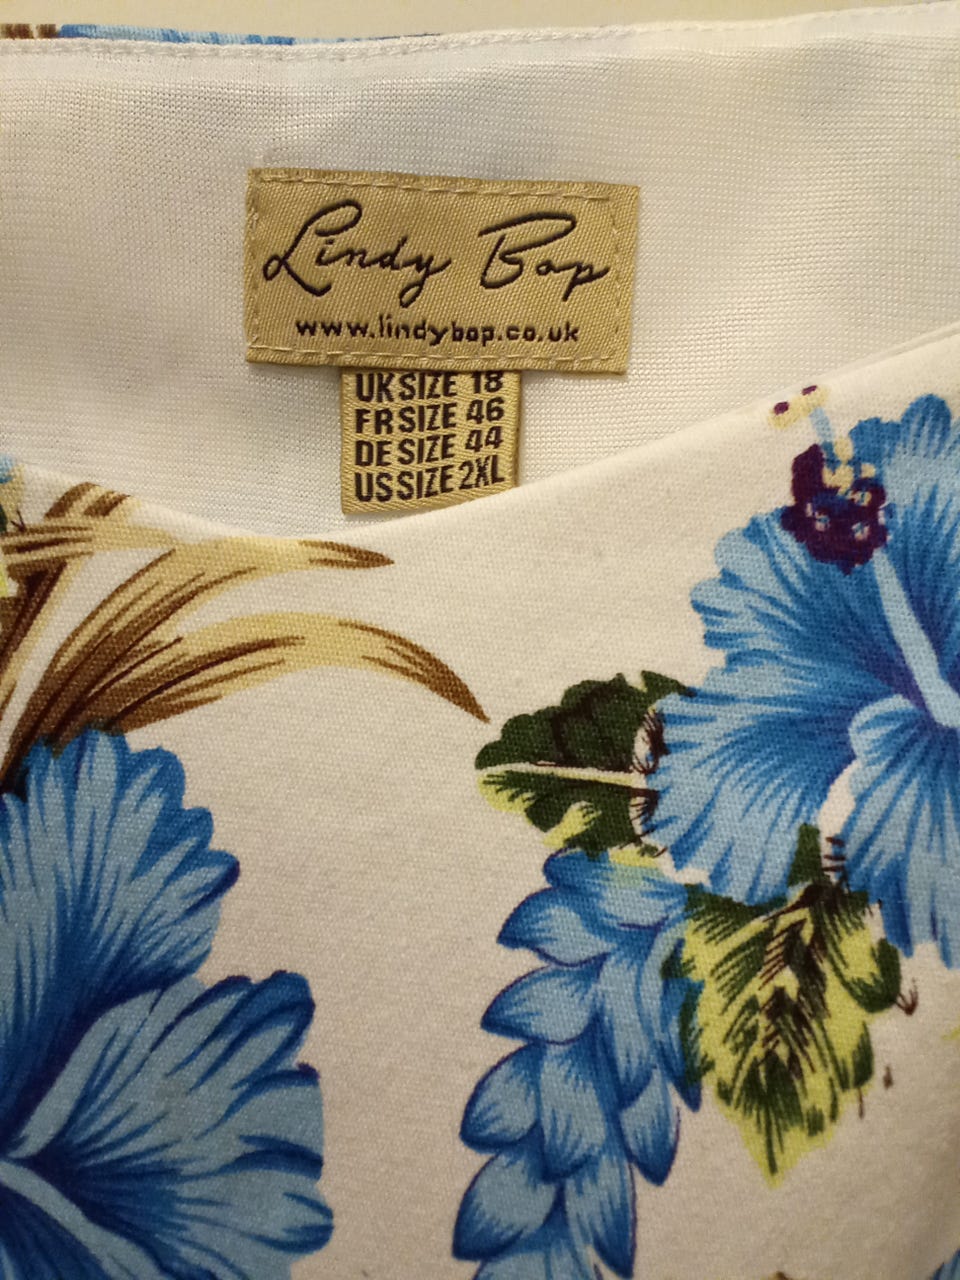 Lindy Bop
www.lindybop.co.uk
UK SIZE 18
FR SIZE 46
DE SIZE 44
US SIZE 2XL